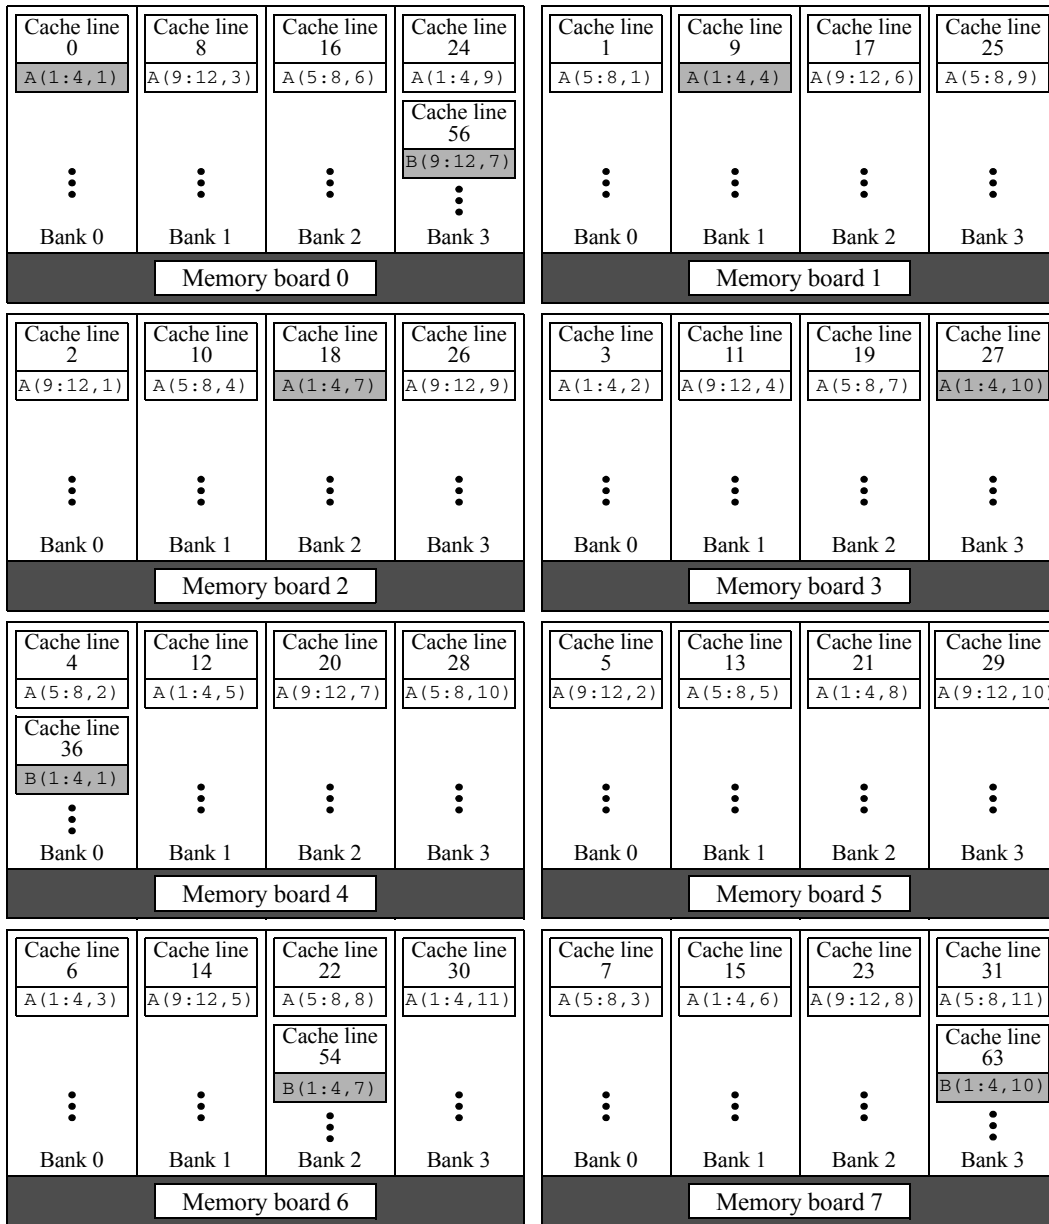 Cache line
0
A(1:4,1)
Cache line
8
A(9:12,3)
Cache line
16
A(5:8,6)
Cache line
24
A(1:4,9)
Cache line
56
B(9:12,7)
Bank 0
Bank 1
Bank 2
Bank 3
Memory board 0
Cache line
1
A(5:8,1)
Cache line
9
A(1:4,4)
Cache line
17
A(9:12,6)
Cache line
25
A(5:8,9)
Bank 0
Bank 1
Bank 2
Bank 3
Memory board 1
Cache line
2
A(9:12,1)
Cache line
10
A(5:8,4)
Cache line
18
A(1:4,7)
Cache line
26
A(9:12,9)
Bank 0
Bank 1
Bank 2
Bank 3
Memory board 2
Cache line
3
A(1:4,2)
Cache line
11
A(9:12,4)
Cache line
19
A(5:8,7)
Cache line
27
A(1:4,10)
Bank 0
Bank 1
Bank 2
Bank 3
Memory board 3
Cache line
4
A(5:8,2)
Cache line
36
B(1:4,1)
Cache line
12
A(1:4,5)
Cache line
20
A(9:12,7)
Cache line
28
A(5:8,10)
Bank 0
Bank 1
Bank 2
Bank 3
Memory board 4
Cache line
5
A(9:12,2)
Cache line
13
A(5:8,5)
Cache line
21
A(1:4,8)
Cache line
29
A(9:12,10)
Bank 0
Bank 1
Bank 2
Bank 3
Memory board 5
Cache line
6
A(1:4,3)
Cache line
14
A(9:12,5)
Cache line
22
A(5:8,8)
Cache line
54
B(1:4,7)
Cache line
30
A(1:4,11)
Bank 0
Bank 1
Bank 2
Bank 3
Memory board 6
Cache line
7
A(5:8,3)
Cache line
15
A(1:4,6)
Cache line
23
A(9:12,8)
Cache line
31
A(5:8,11)
Cache line
63
B(1:4,10)
Bank 0
Bank 1
Bank 2
Bank 3
Memory board 7